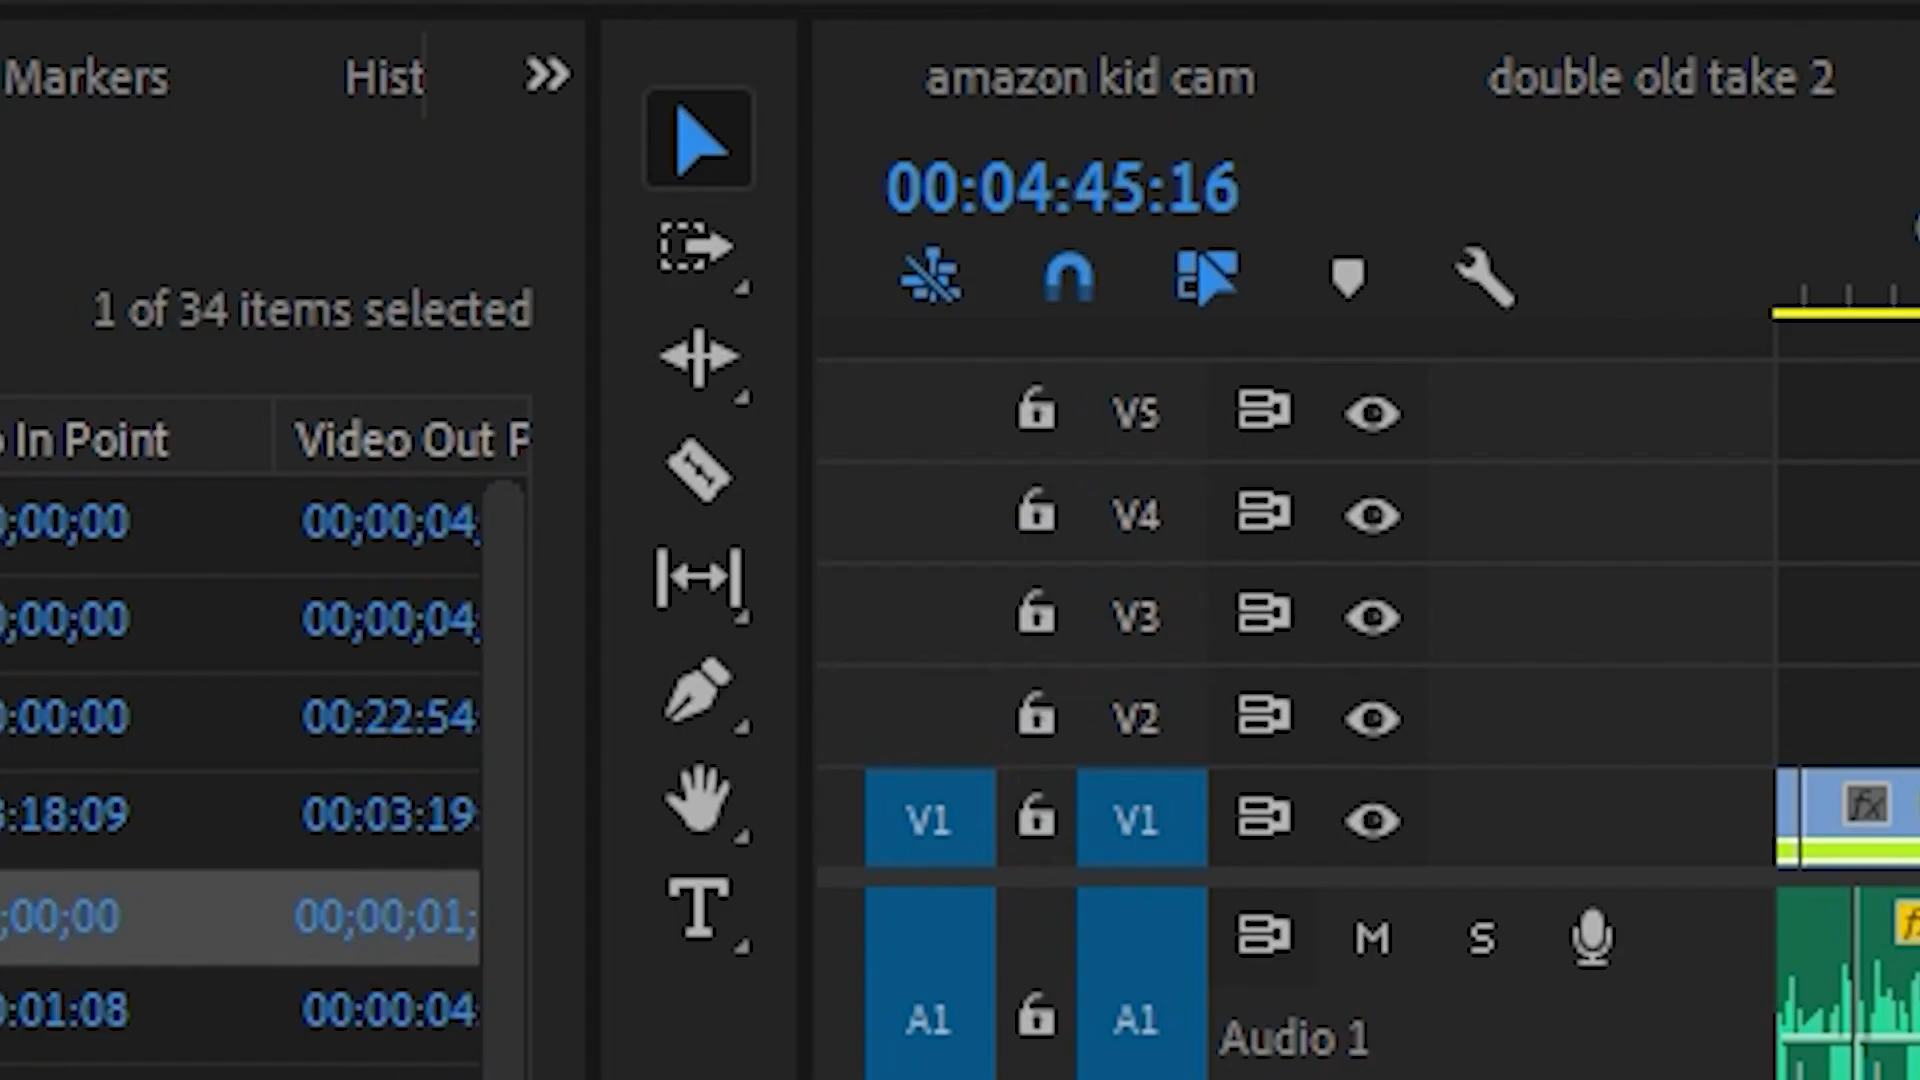 Markers Hist
1 of 34 items selected
In Point Video Out P
;00;00 00;00;04;
;00;00 00;00;04;
:00:00 00:22:54:
:18:09 00:03:19:
;00;00 00;00;01;
:01:08 00:00:04:
T
amazon kid cam double old take 2
00:04:45:16
V5
V4
V3
V2
V1 V1 fx
M S
A1 A1
Audio 1